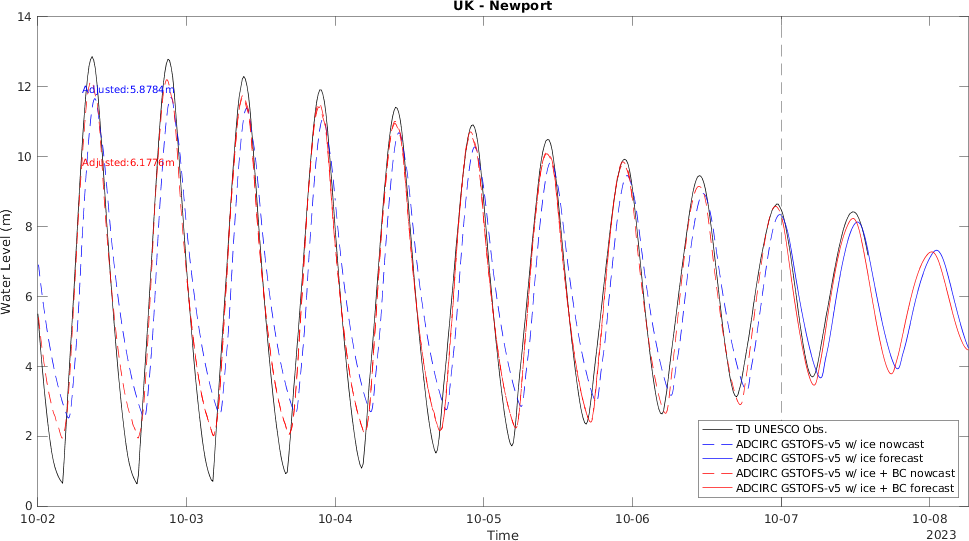 UK - Newport
14
12
10
8
6
4
2
0
Water Level (m)
Adjusted:5.8784m
Adjusted:6.1776m
TD UNESCO Obs.
ADCIRC GSTOFS-v5 w/ ice nowcast
ADCIRC GSTOFS-v5 w/ ice forecast
ADCIRC GSTOFS-v5 w/ ice + BC nowcast
ADCIRC GSTOFS-v5 w/ ice + BC forecast
10-02 10-03 10-04 10-05 10-06 10-07 10-08
Time
2023